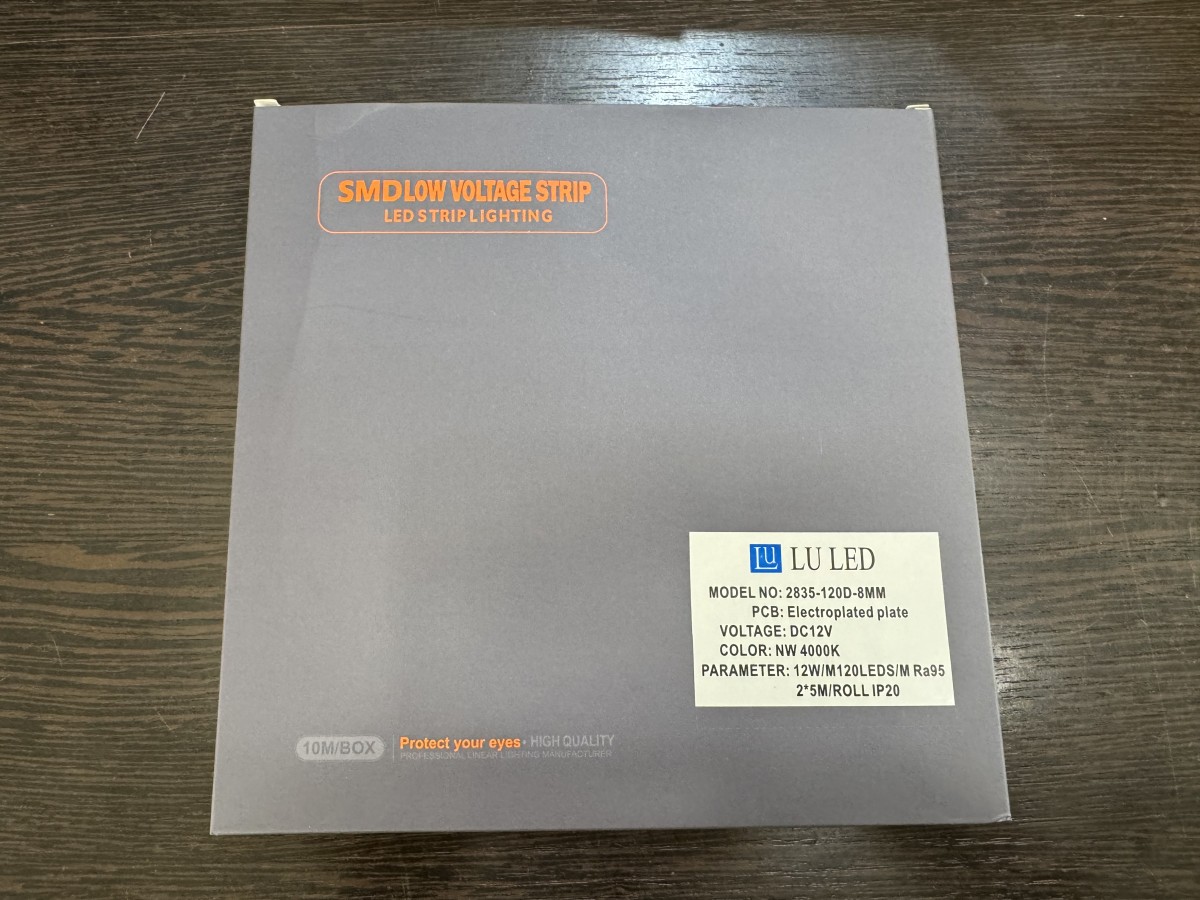 SMD LOW VOLTAGE STRIP
LED STRIP LIGHTING
LU LU LED
MODEL NO: 2835-120D-8MM
PCB: Electroplated plate
VOLTAGE: DC12V
COLOR: NW 4000K
PARAMETER: 12W/M120LEDS/M Ra95
2*5M/ROLL IP20
10M/BOX
Protect your eyes • HIGH QUALITY
PROFESSIONAL LINEAR LIGHTING MANUFACTURER